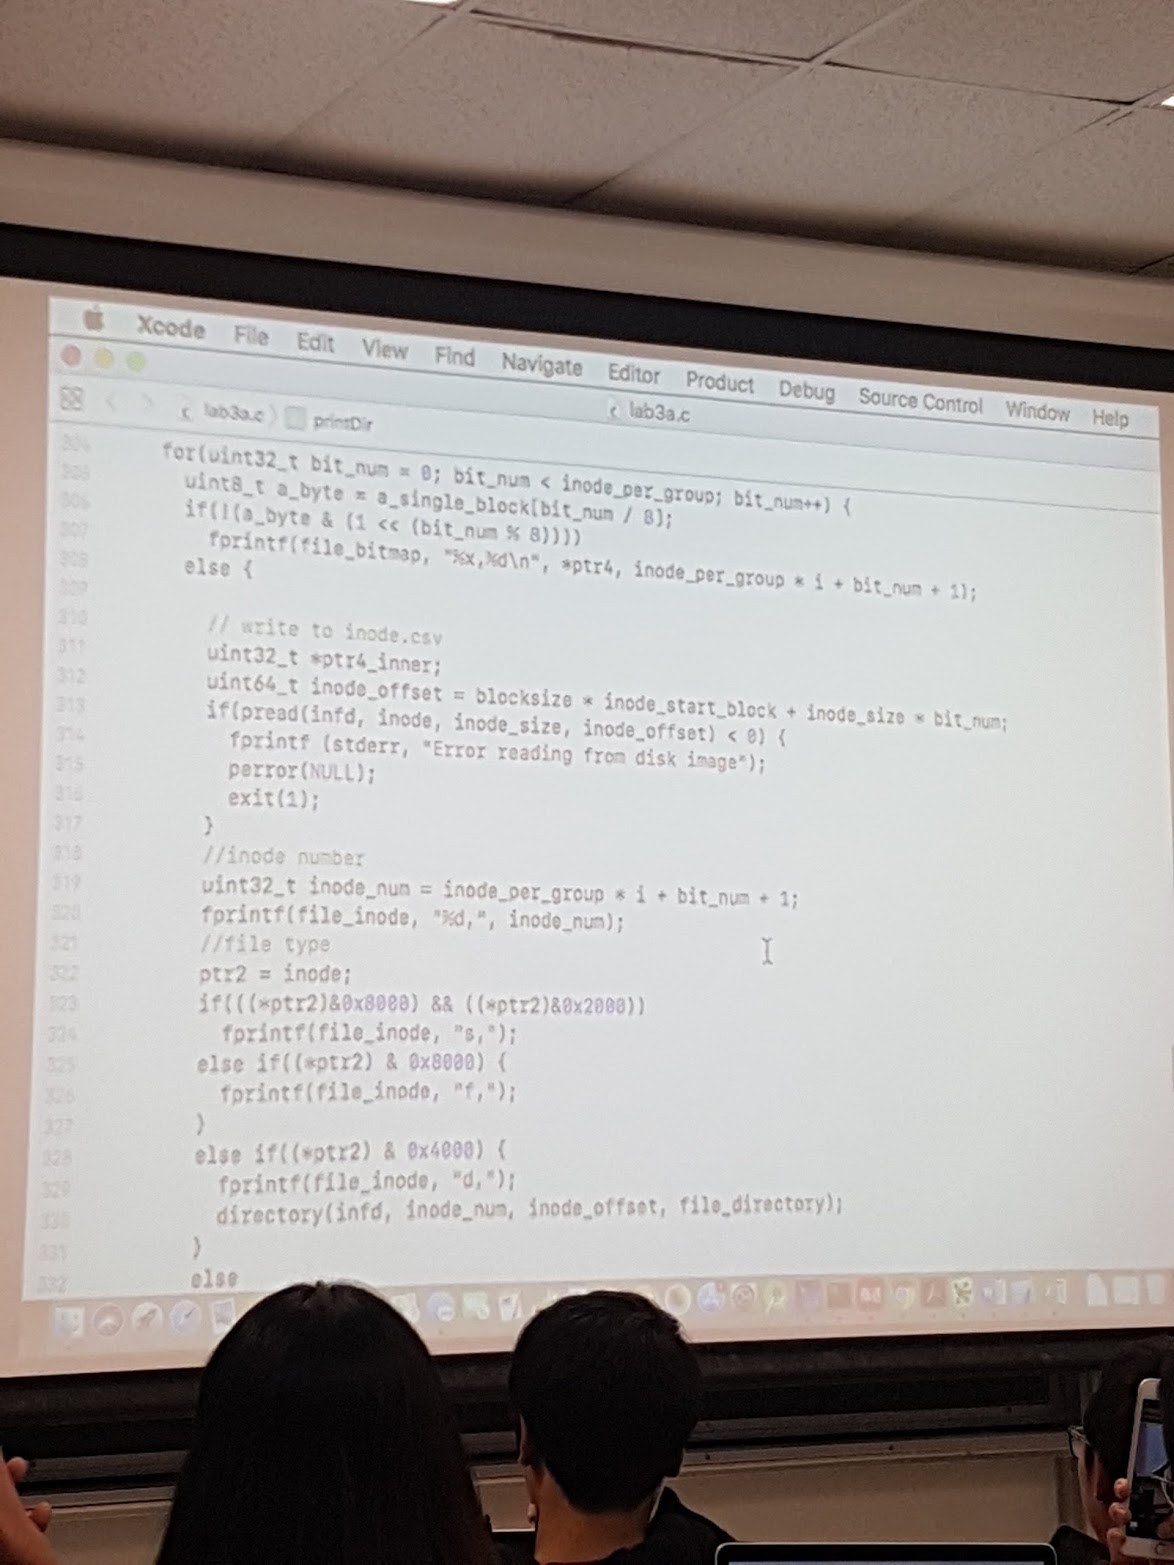 Xcode File Edit View Find Navigate Editor Product Debug Source Control Window Help
lab3a.c
lab3a.c printDir
304 for(uint32_t bit_num = 0; bit_num < inode_per_group; bit_num++) {
305 uint8_t a_byte = a_single_block[bit_num / 8];
306 if(!(a_byte & (1 << (bit_num % 8))))
307 fprintf(file_bitmap, "%x,%d\n", *ptr4, inode_per_group * i + bit_num + 1);
308 else {
309
310 // write to inode.csv
311 uint32_t *ptr4_inner;
312 uint64_t inode_offset = blocksize * inode_start_block + inode_size * bit_num;
313 if(pread(infd, inode, inode_size, inode_offset) < 0) {
314 fprintf (stderr, "Error reading from disk image");
315 perror(NULL);
316 exit(1);
317 }
318 //inode number
319 uint32_t inode_num = inode_per_group * i + bit_num + 1;
320 fprintf(file_inode, "%d,", inode_num);
321 //file type
322 ptr2 = inode;
323 if(((*ptr2)&0x8000) && ((*ptr2)&0x2000))
324 fprintf(file_inode, "s,");
325 else if((*ptr2) & 0x8000) {
326 fprintf(file_inode, "f,");
327 }
328 else if((*ptr2) & 0x4000) {
329 fprintf(file_inode, "d,");
330 directory(infd, inode_num, inode_offset, file_directory);
331 }
332 else